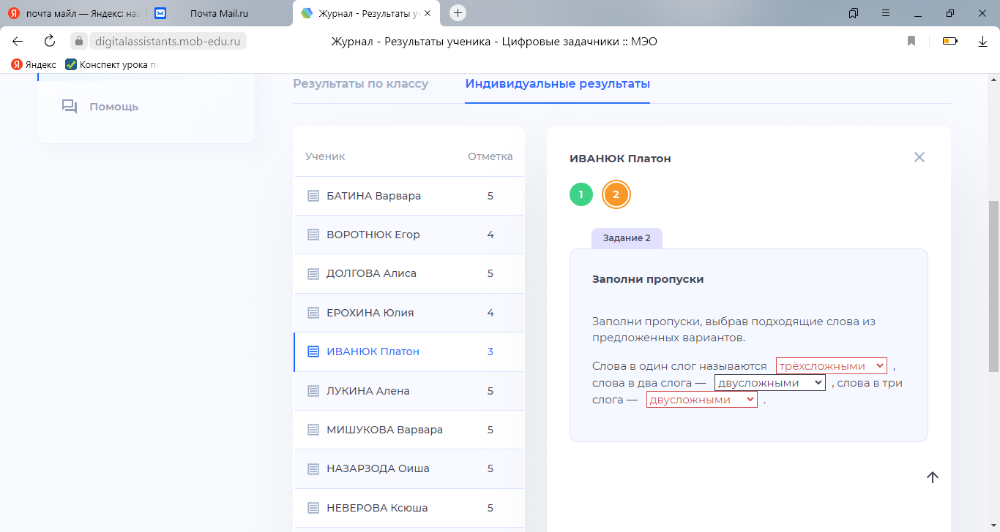 почта майл — Яндекс: на
Почта Mail.ru
Журнал - Результаты у
digitalassistants.mob-edu.ru
Журнал - Результаты ученика - Цифровые задачники :: МЭО
Яндекс
Конспект урока по
Результаты по классу
Индивидуальные результаты
Помощь
Ученик Отметка
БАТИНА Варвара 5
ВОРОТНЮК Егор 4
ДОЛГОВА Алиса 5
ЕРОХИНА Юлия 4
ИВАНЮК Платон 3
ЛУКИНА Алена 5
МИШУКОВА Варвара 5
НАЗАРЗОДА Оиша 5
НЕВЕРОВА Ксюша 5
ИВАНЮК Платон
1 2
Задание 2
Заполни пропуски
Заполни пропуски, выбрав подходящие слова из
предложенных вариантов.
Слова в один слог называются трёхсложными ,
слова в два слога — двусложными , слова в три
слога — двусложными .